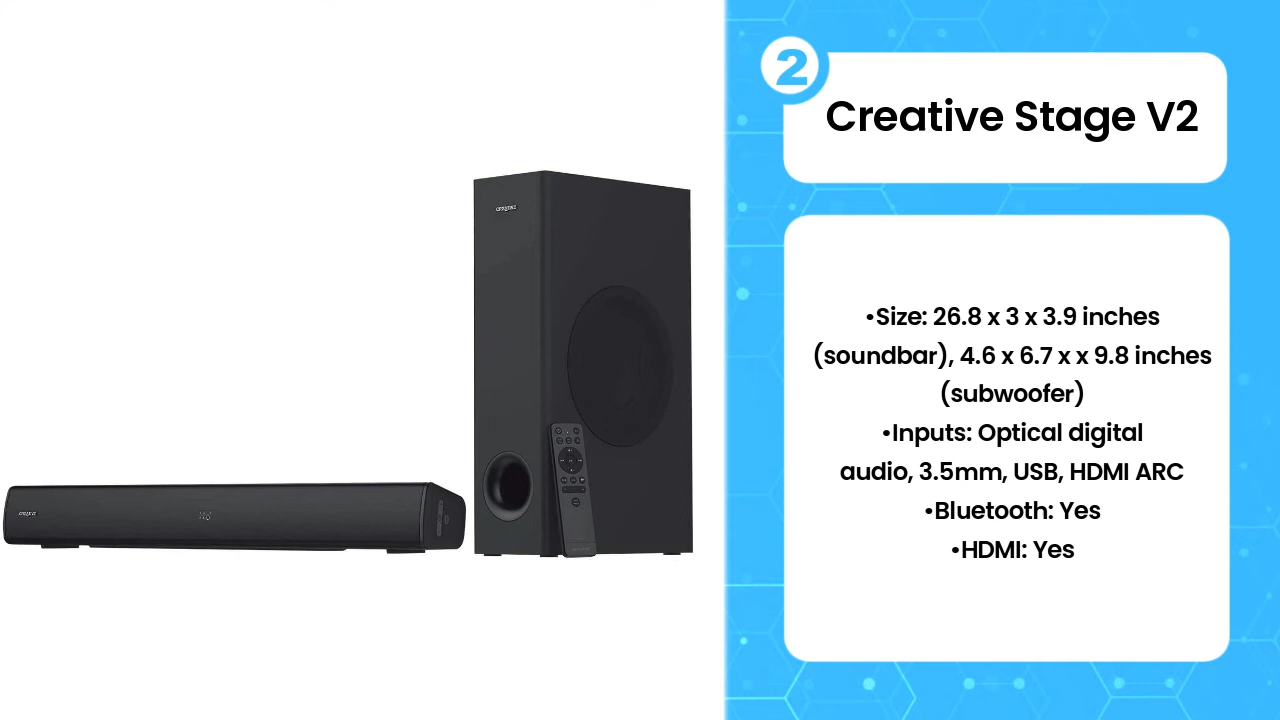 2
Creative Stage V2
•Size: 26.8 x 3 x 3.9 inches
(soundbar), 4.6 x 6.7 x x 9.8 inches
(subwoofer)
•Inputs: Optical digital
audio, 3.5mm, USB, HDMI ARC
•Bluetooth: Yes
•HDMI: Yes